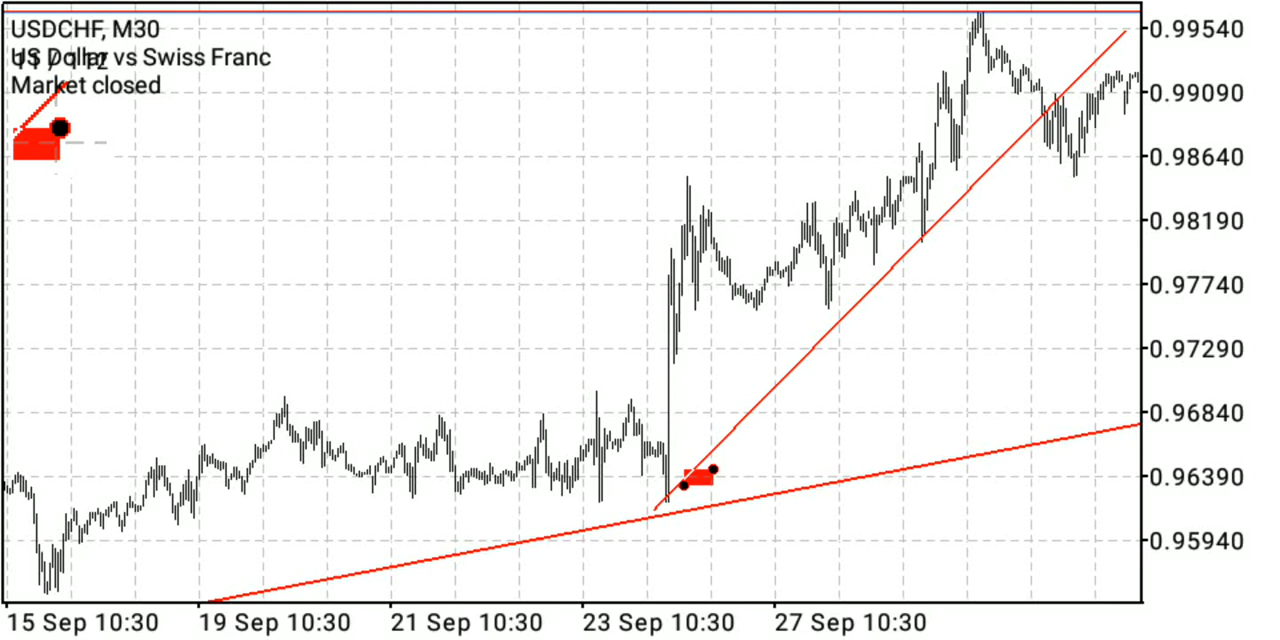 USDCHF, M30
US Dollar vs Swiss Franc
Market closed
0.99540
0.99090
0.98640
0.98190
0.97740
0.97290
0.96840
0.96390
0.95940
15 Sep 10:30 19 Sep 10:30 21 Sep 10:30 23 Sep 10:30 27 Sep 10:30